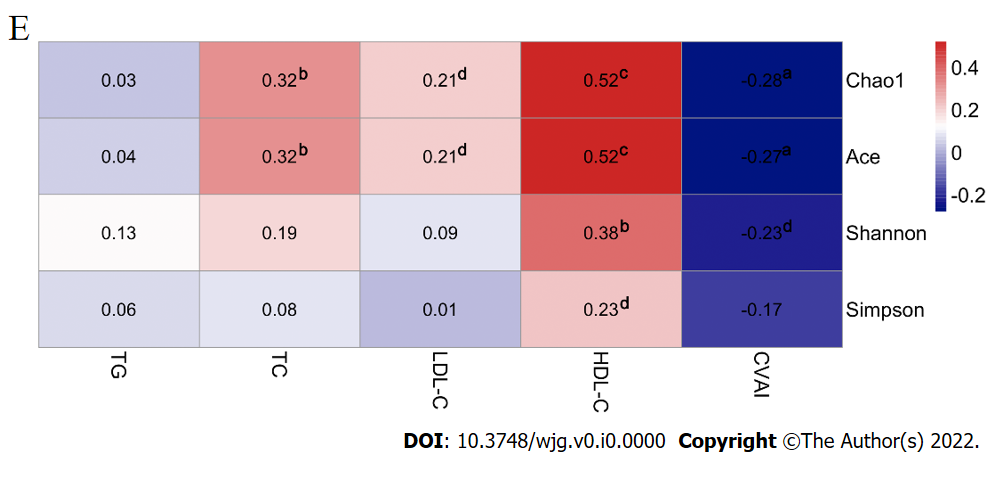 E
0.03 0.32b 0.21d 0.52c -0.28a Chao1
0.04 0.32b 0.21d 0.52c -0.27a Ace
0.13 0.19 0.09 0.38b -0.23d Shannon
0.06 0.08 0.01 0.23d -0.17 Simpson
TG TC LDL-C HDL-C CVAI
0.4
0.2
0
-0.2
DOI: 10.3748/wjg.v0.i0.0000 Copyright ©The Author(s) 2022.